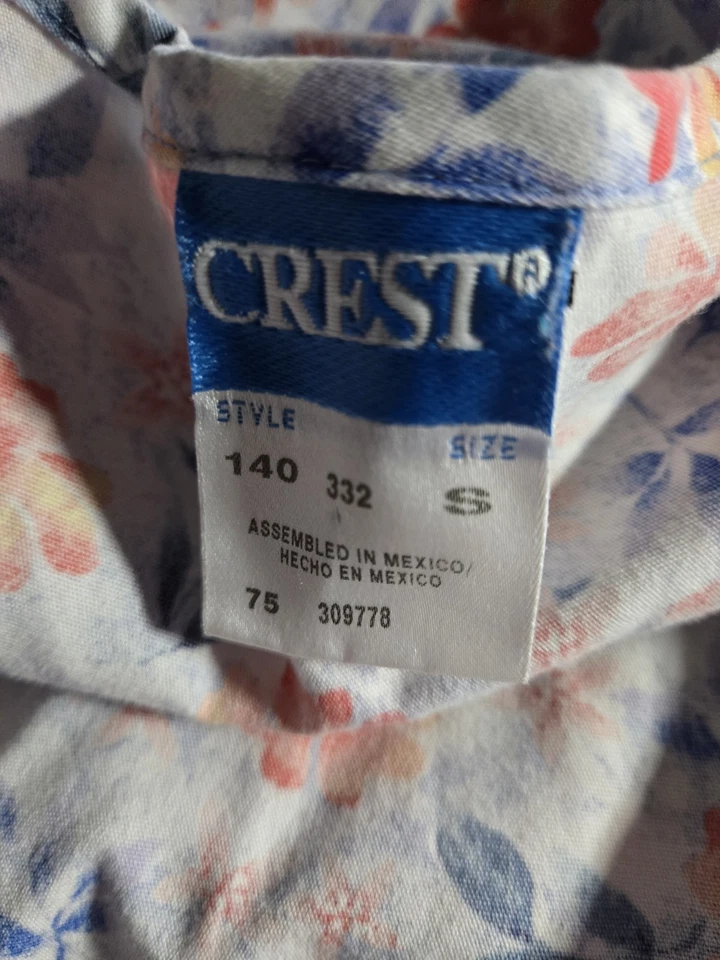 CREST®
STYLE SIZE
140 332 S
ASSEMBLED IN MEXICO/
HECHO EN MEXICO
75 309778